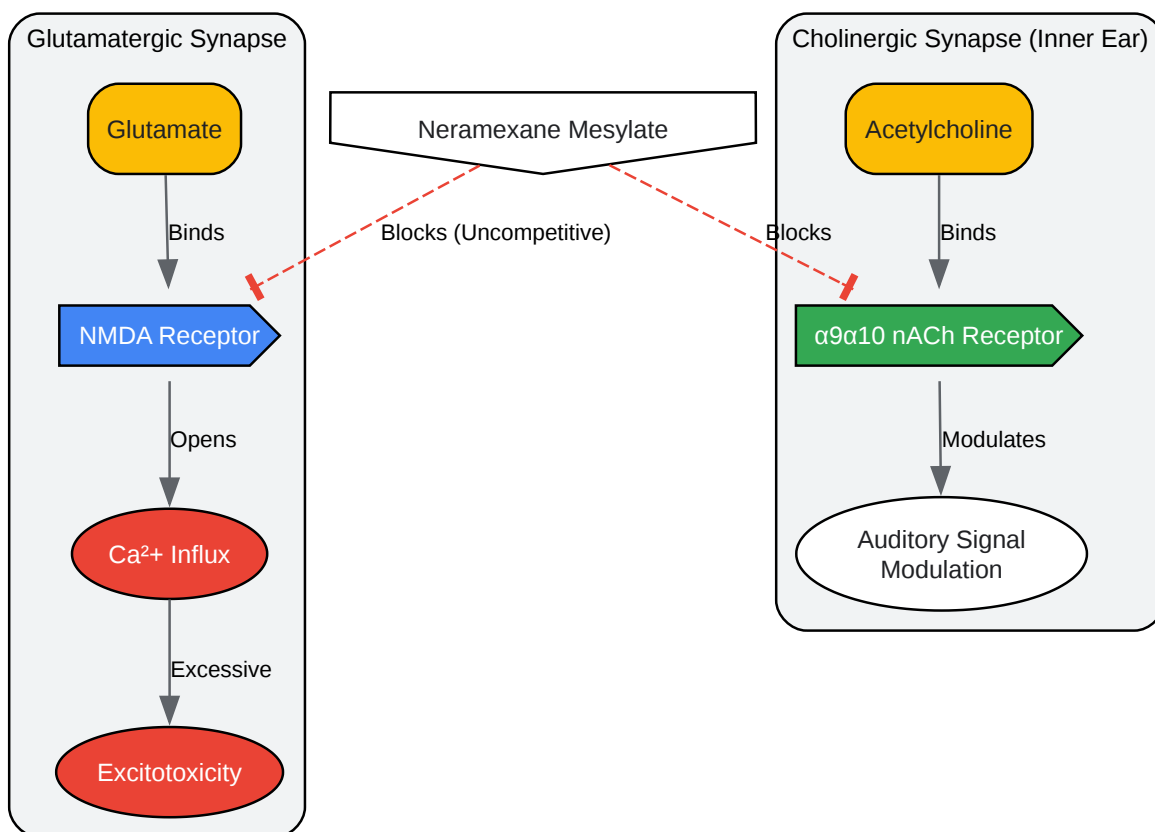 Glutamatergic Synapse
Glutamate
Binds
NMDA Receptor
Opens
Ca²+ Influx
Excessive
Excitotoxicity
Neramexane Mesylate
Blocks (Uncompetitive)
Blocks
Cholinergic Synapse (Inner Ear)
Acetylcholine
Binds
α9α10 nACh Receptor
Modulates
Auditory Signal
Modulation